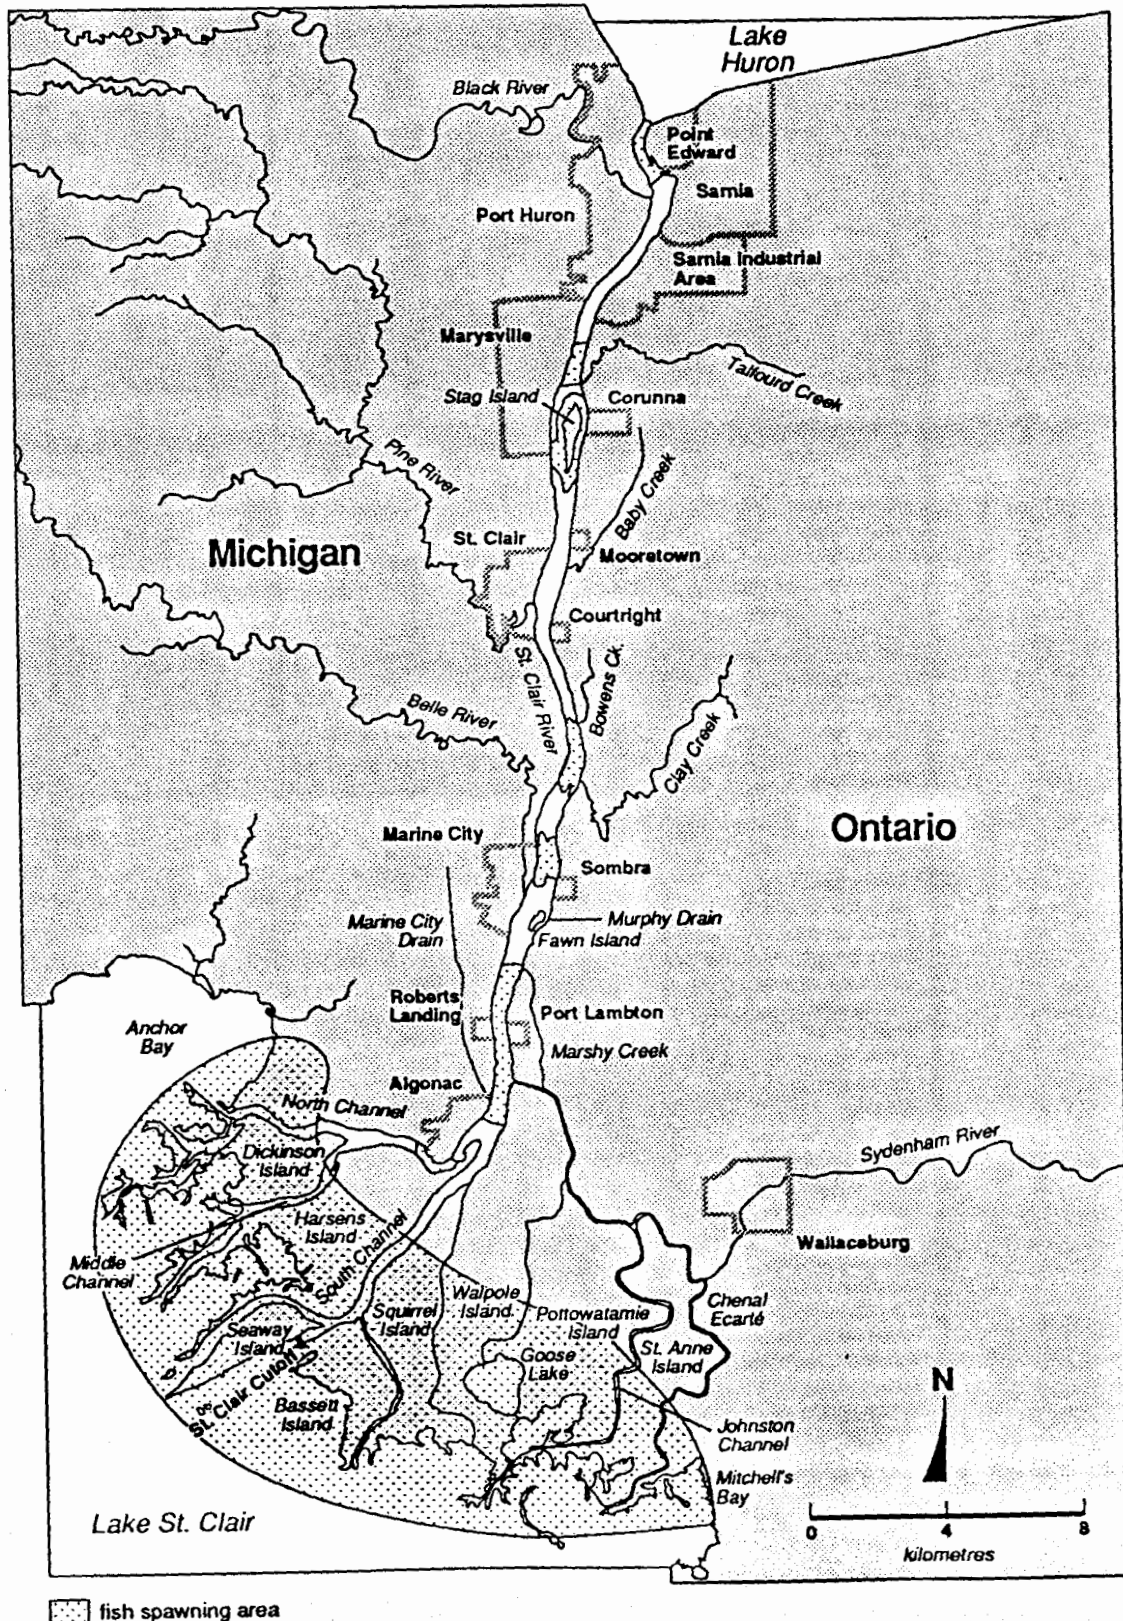 Lake
Huron
Black River
Point
Edward
Sarnia
Port Huron
Sarnia Industrial
Area
Marysville
Talfourd Creek
Stag Island
Corunna
Pine River
Baby Creek
St. Clair
Michigan
Mooretown
Courtright
St. Clair River
Bowens Ck.
Belle River
Clay Creek
Ontario
Marine City
Sombra
Marine City
Drain
Murphy Drain
Fawn Island
Roberts
Landing
Port Lambton
Anchor
Bay
Marshy Creek
Algonac
North Channel
Dickinson
Island
Sydenham River
Harsens
Island
South Channel
Wallaceburg
Middle
Channel
Walpole
Island
Squirrel
Island
Pottowatamie
Island
Chenal
Ecarté
Seaway
Island
Goose
Lake
St. Anne
Island
St. Clair Cutoff
Bassett
Island
N
Johnston
Channel
Mitchell's
Bay
Lake St. Clair
0 4 8
kilometres
fish spawning area